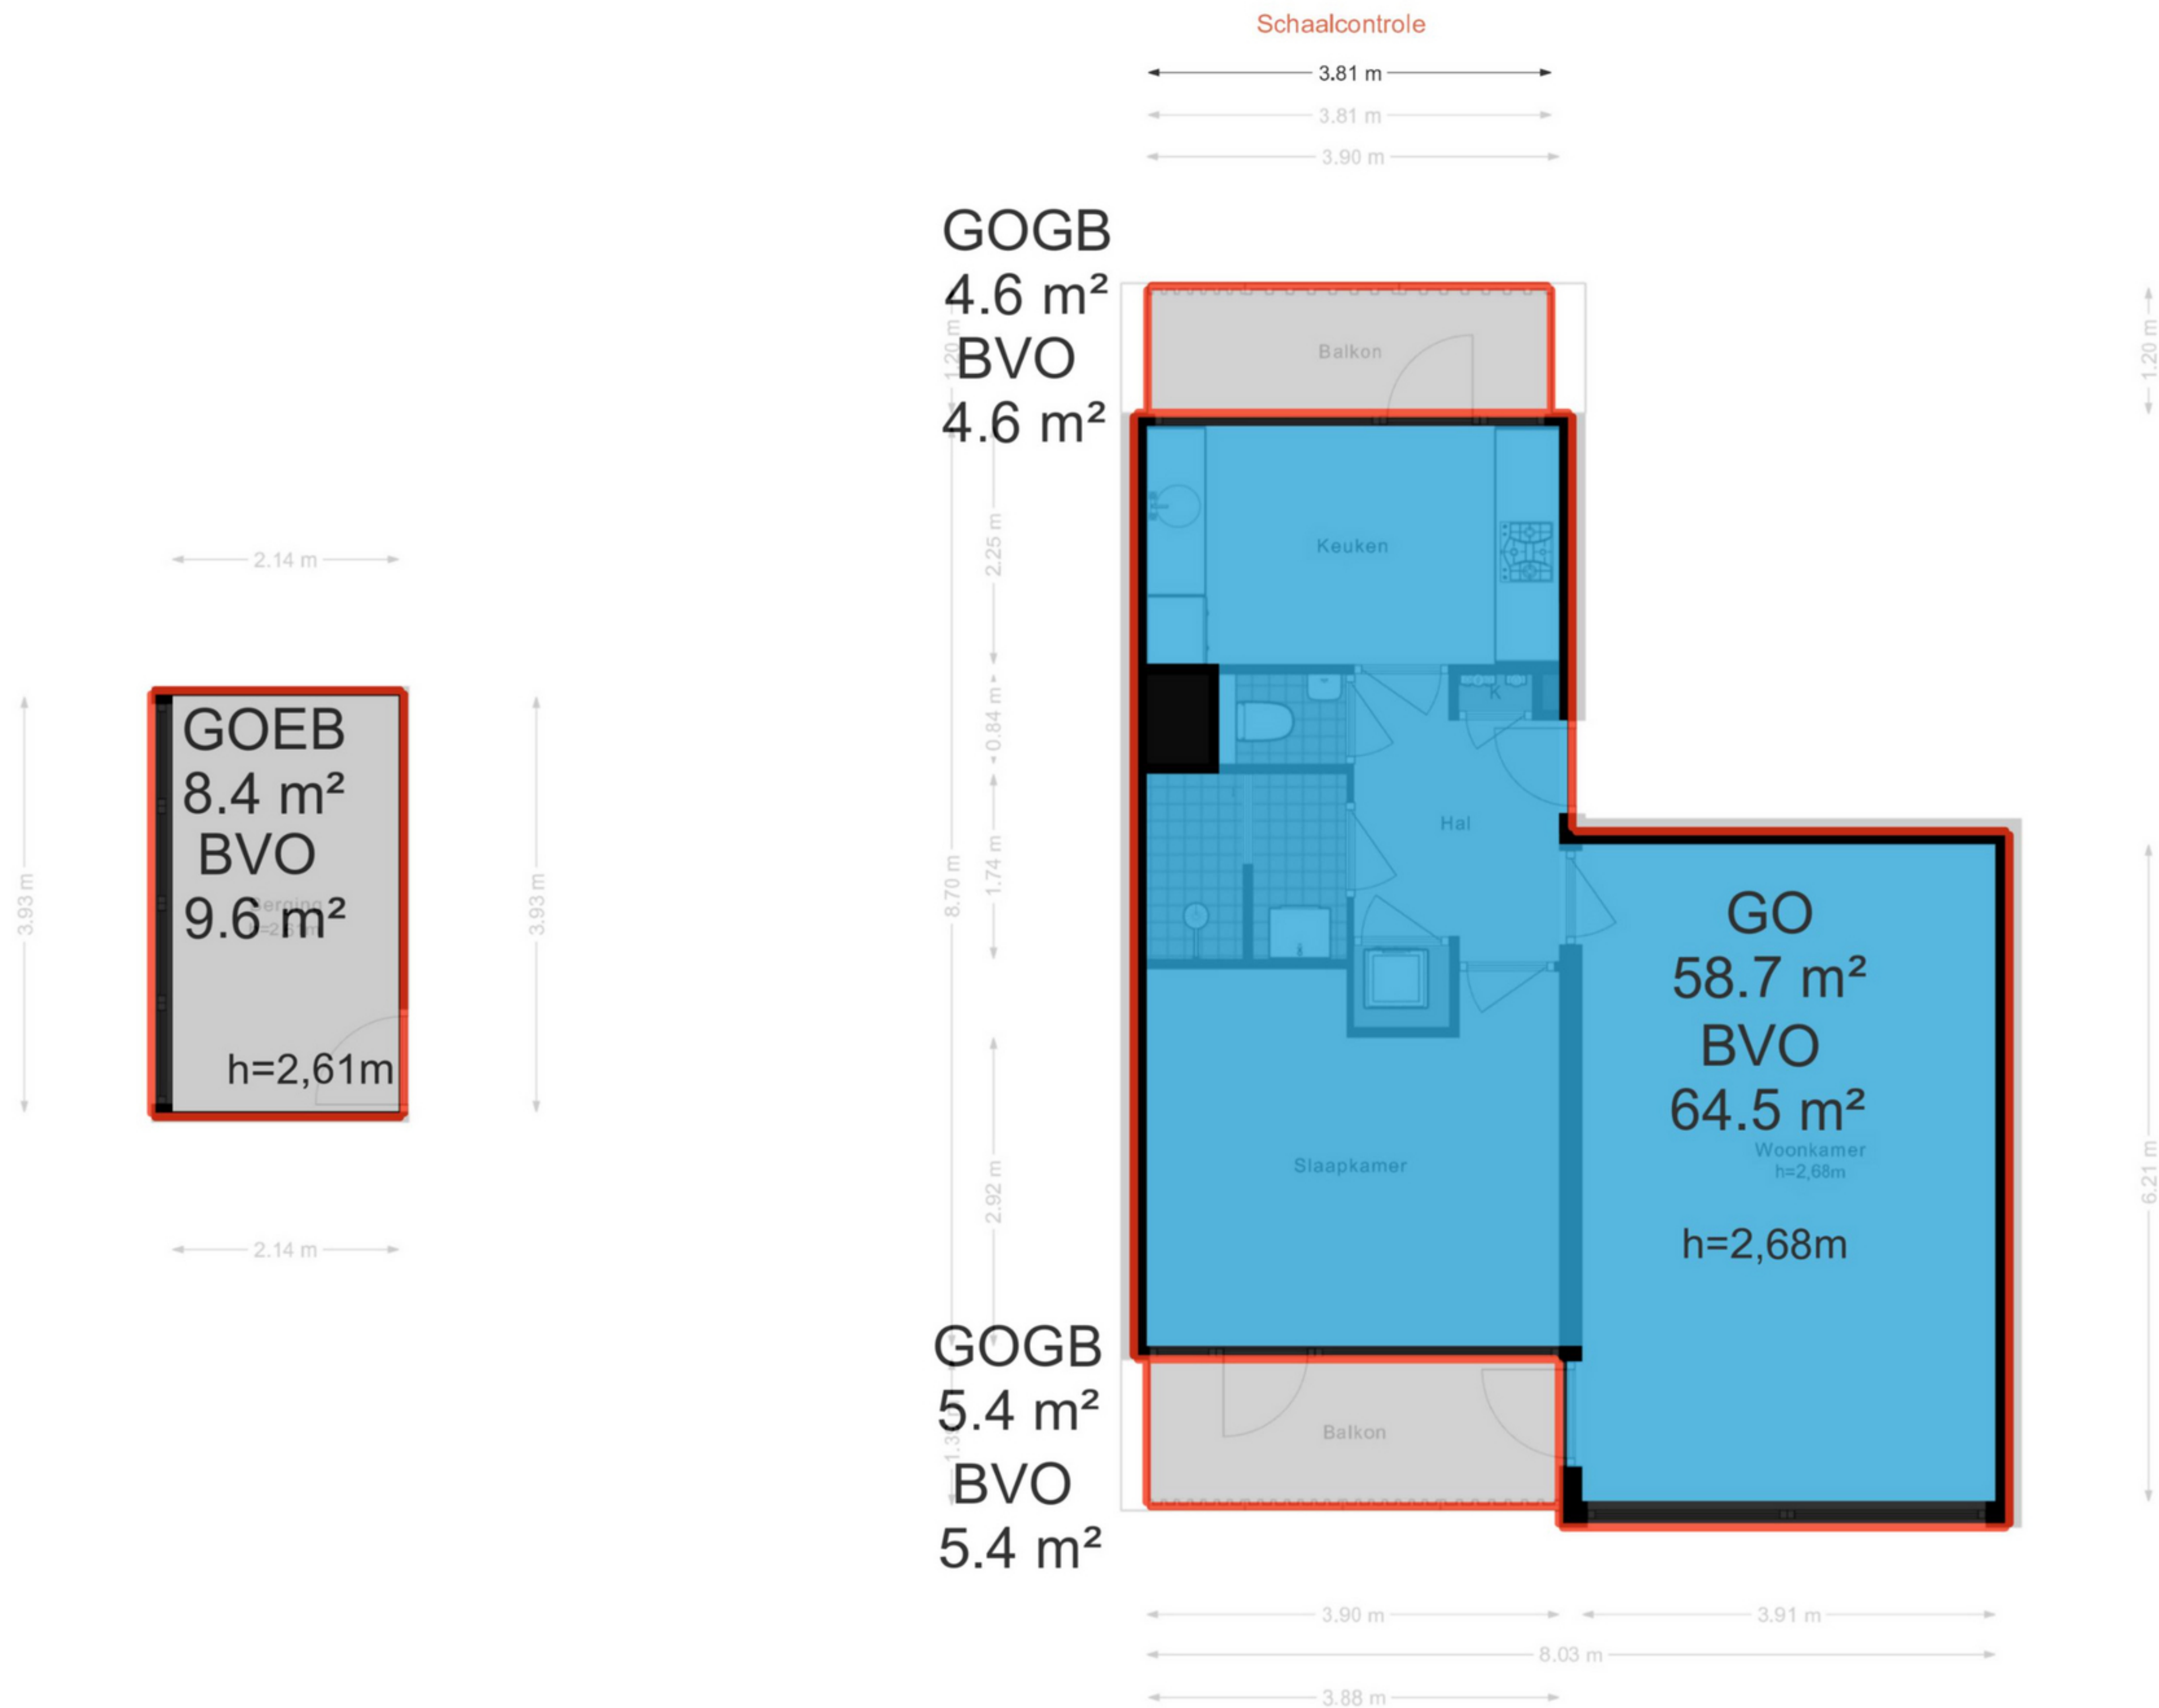 Schaalcontrole
3.81 m
3.81 m
3.90 m
GOGB
4.6 m²
BVO
4.6 m²
1.20 m
1.20 m
Balkon
2.25 m
Keuken
2.14 m
K
0.84 m
GOEB
8.4 m²
BVO
9.6 m²
Berging
h=2,61m
3.93 m
3.93 m
8.70 m
1.74 m
Hal
GO
58.7 m²
BVO
64.5 m²
Woonkamer
h=2,68m
h=2,68m
6.21 m
Slaapkamer
2.92 m
2.14 m
GOGB
5.4 m²
BVO
5.4 m²
Balkon
3.90 m
3.91 m
8.03 m
3.88 m